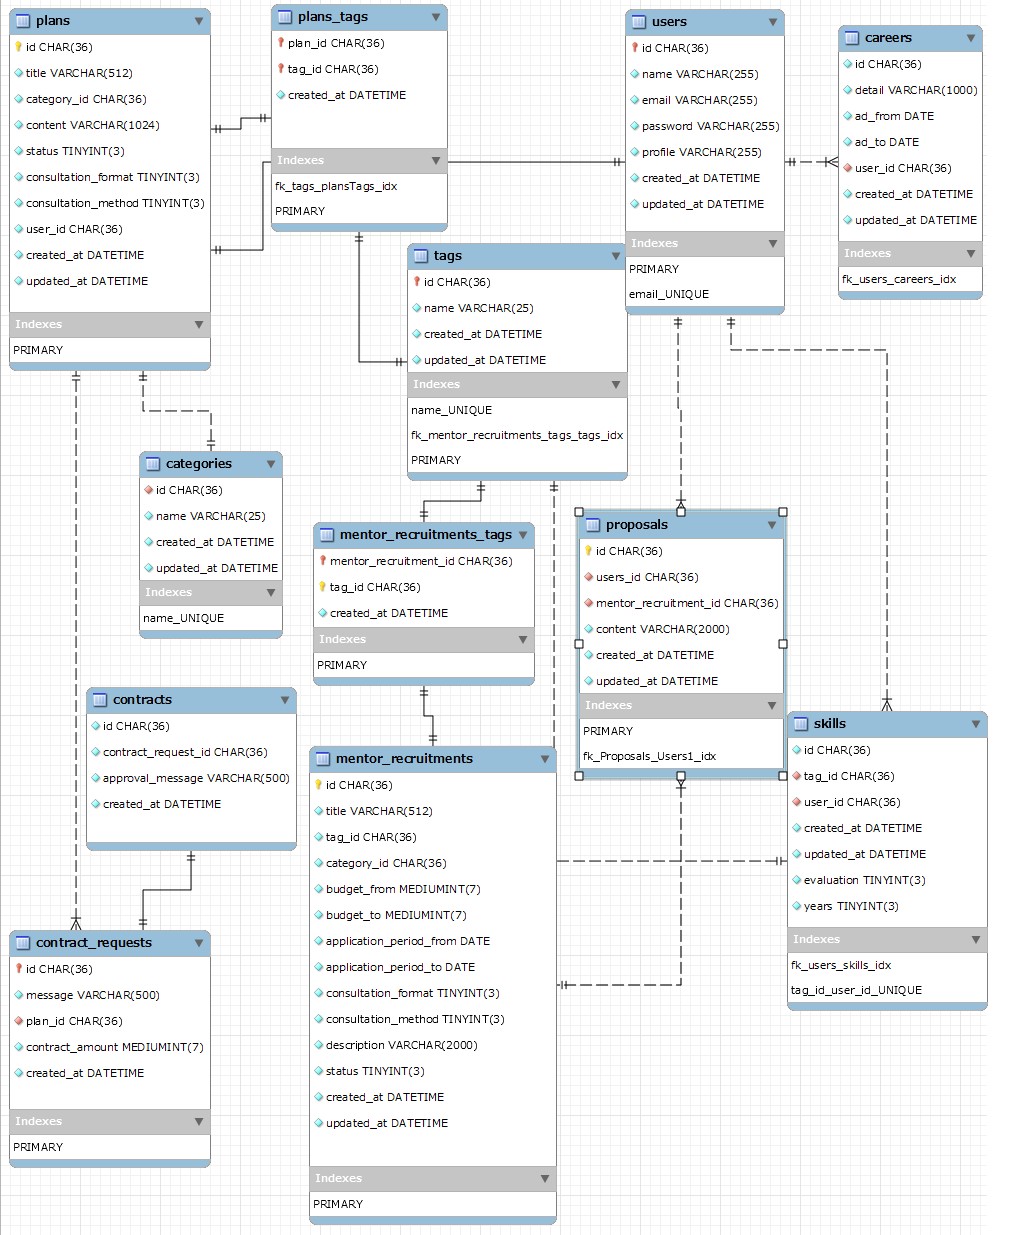 plans
id CHAR(36)
title VARCHAR(512)
category_id CHAR(36)
content VARCHAR(1024)
status TINYINT(3)
consultation_format TINYINT(3)
consultation_method TINYINT(3)
user_id CHAR(36)
created_at DATETIME
updated_at DATETIME
Indexes
PRIMARY
plans_tags
plan_id CHAR(36)
tag_id CHAR(36)
created_at DATETIME
Indexes
fk_tags_plansTags_idx
PRIMARY
users
id CHAR(36)
name VARCHAR(255)
email VARCHAR(255)
password VARCHAR(255)
profile VARCHAR(255)
created_at DATETIME
updated_at DATETIME
Indexes
PRIMARY
email_UNIQUE
careers
id CHAR(36)
detail VARCHAR(1000)
ad_from DATE
ad_to DATE
user_id CHAR(36)
created_at DATETIME
updated_at DATETIME
Indexes
fk_users_careers_idx
tags
id CHAR(36)
name VARCHAR(25)
created_at DATETIME
updated_at DATETIME
Indexes
name_UNIQUE
fk_mentor_recruitments_tags_tags_idx
PRIMARY
categories
id CHAR(36)
name VARCHAR(25)
created_at DATETIME
updated_at DATETIME
Indexes
name_UNIQUE
mentor_recruitments_tags
mentor_recruitment_id CHAR(36)
tag_id CHAR(36)
created_at DATETIME
Indexes
PRIMARY
proposals
id CHAR(36)
users_id CHAR(36)
mentor_recruitment_id CHAR(36)
content VARCHAR(2000)
created_at DATETIME
updated_at DATETIME
Indexes
PRIMARY
fk_Proposals_Users1_idx
contracts
id CHAR(36)
contract_request_id CHAR(36)
approval_message VARCHAR(500)
created_at DATETIME
mentor_recruitments
id CHAR(36)
title VARCHAR(512)
tag_id CHAR(36)
category_id CHAR(36)
budget_from MEDIUMINT(7)
budget_to MEDIUMINT(7)
application_period_from DATE
application_period_to DATE
consultation_format TINYINT(3)
consultation_method TINYINT(3)
description VARCHAR(2000)
status TINYINT(3)
created_at DATETIME
updated_at DATETIME
Indexes
PRIMARY
skills
id CHAR(36)
tag_id CHAR(36)
user_id CHAR(36)
created_at DATETIME
updated_at DATETIME
evaluation TINYINT(3)
years TINYINT(3)
Indexes
fk_users_skills_idx
tag_id_user_id_UNIQUE
contract_requests
id CHAR(36)
message VARCHAR(500)
plan_id CHAR(36)
contract_amount MEDIUMINT(7)
created_at DATETIME
Indexes
PRIMARY